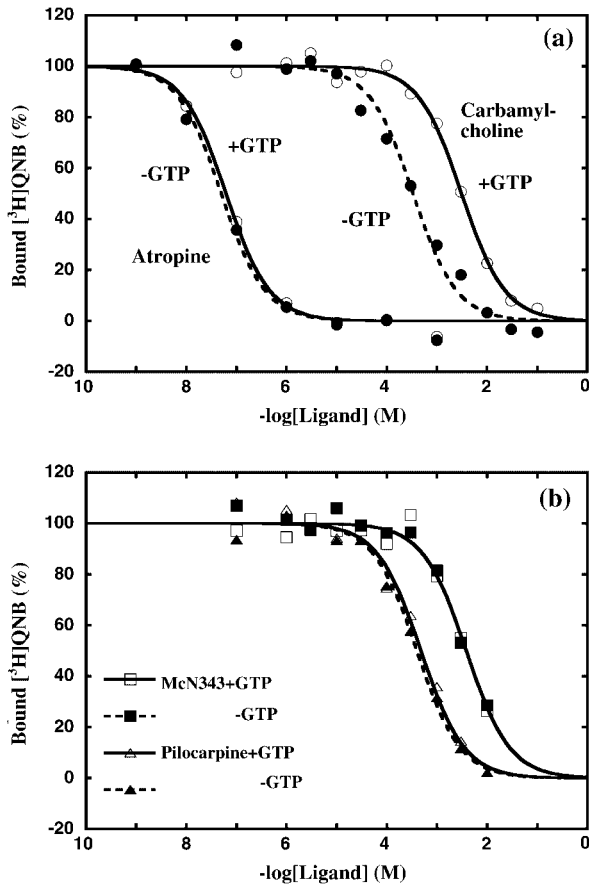 120
100
80
60
40
20
0
-20
Bound [³H]QNB (%)
(a)
Carbamyl-
choline
+GTP
+GTP
-GTP
-GTP
Atropine
10 8 6 4 2 0
-log[Ligand] (M)
120
100
80
60
40
20
0
-20
Bound [³H]QNB (%)
(b)
McN343+GTP
-GTP
Pilocarpine+GTP
-GTP
10 8 6 4 2 0
-log[Ligand] (M)